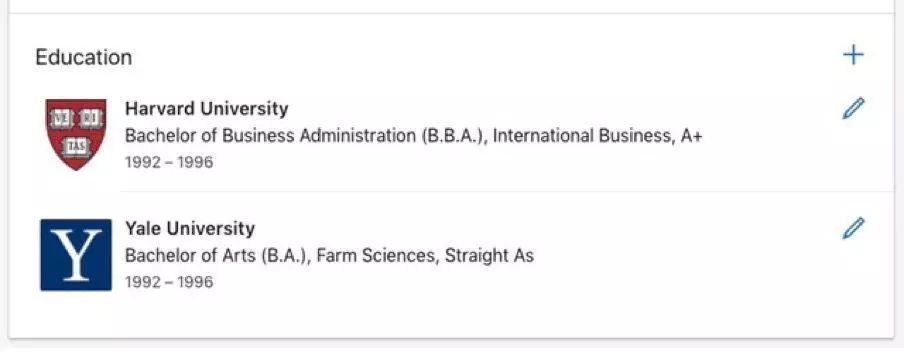 Education
VE RI
TAS
Harvard University
Bachelor of Business Administration (B.B.A.), International Business, A+
1992 – 1996
Y
Yale University
Bachelor of Arts (B.A.), Farm Sciences, Straight As
1992 – 1996